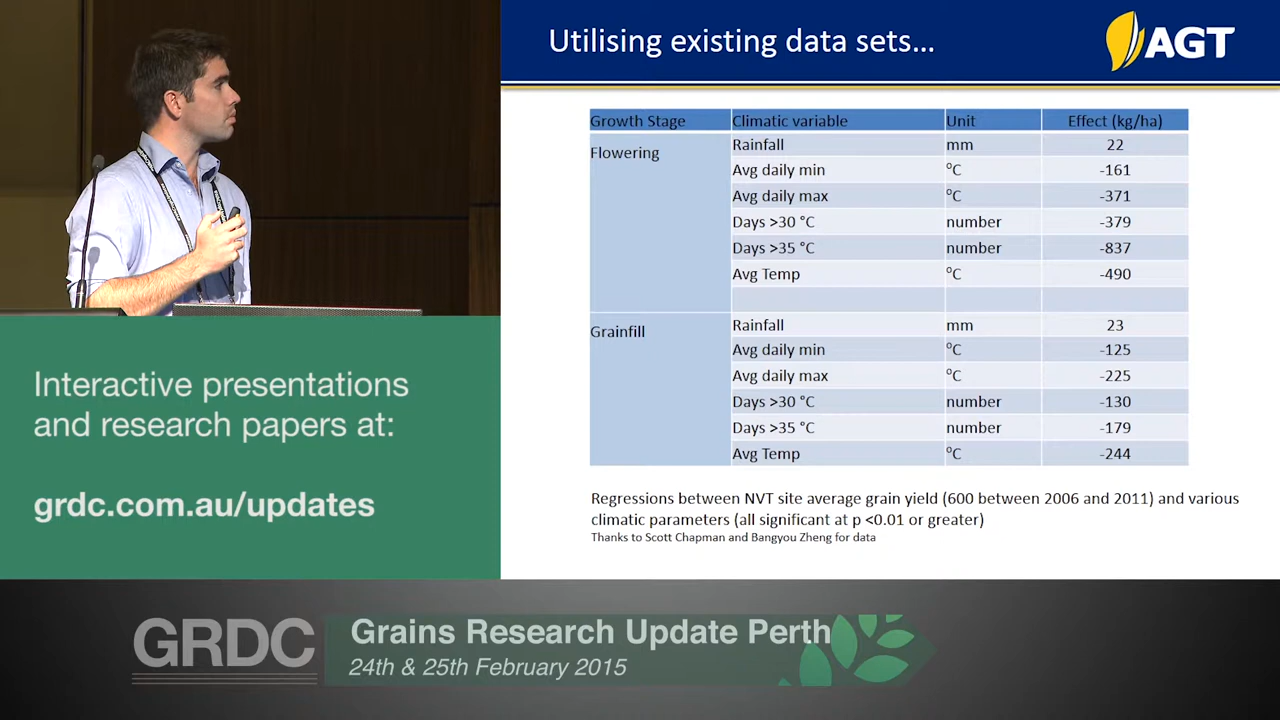 Utilising existing data sets...
AGT
Growth Stage Climatic variable Unit Effect (kg/ha)
Flowering Rainfall mm 22
Avg daily min °C -161
Avg daily max °C -371
Days >30 °C number -379
Days >35 °C number -837
Avg Temp °C -490
Grainfill Rainfall mm 23
Avg daily min °C -125
Avg daily max °C -225
Days >30 °C number -130
Days >35 °C number -179
Avg Temp °C -244
Regressions between NVT site average grain yield (600 between 2006 and 2011) and various
climatic parameters (all significant at p <0.01 or greater)
Thanks to Scott Chapman and Bangyou Zheng for data
Interactive presentations
and research papers at:
grdc.com.au/updates
GRDC
Grains Research Update Perth
24th & 25th February 2015